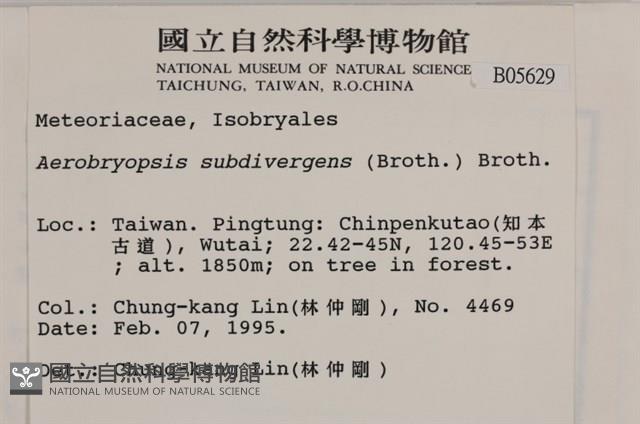 國立自然科學博物館
NATIONAL MUSEUM OF NATURAL SCIENCE
B05629
TAICHUNG, TAIWAN, R.O.CHINA
Meteoriaceae, Isobryales
Aerobryopsis subdivergens (Broth.) Broth.
Loc.: Taiwan. Pingtung: Chinpenkutao(知本
古道), Wutai; 22.42-45N, 120.45-53E
; alt. 1850m; on tree in forest.
Col.: Chung-kang Lin(林仲剛), No. 4469
Date: Feb. 07, 1995.
Det.: Chung-kang Lin(林仲剛)
國立自然科學博物館
NATIONAL MUSEUM OF NATURAL SCIENCE